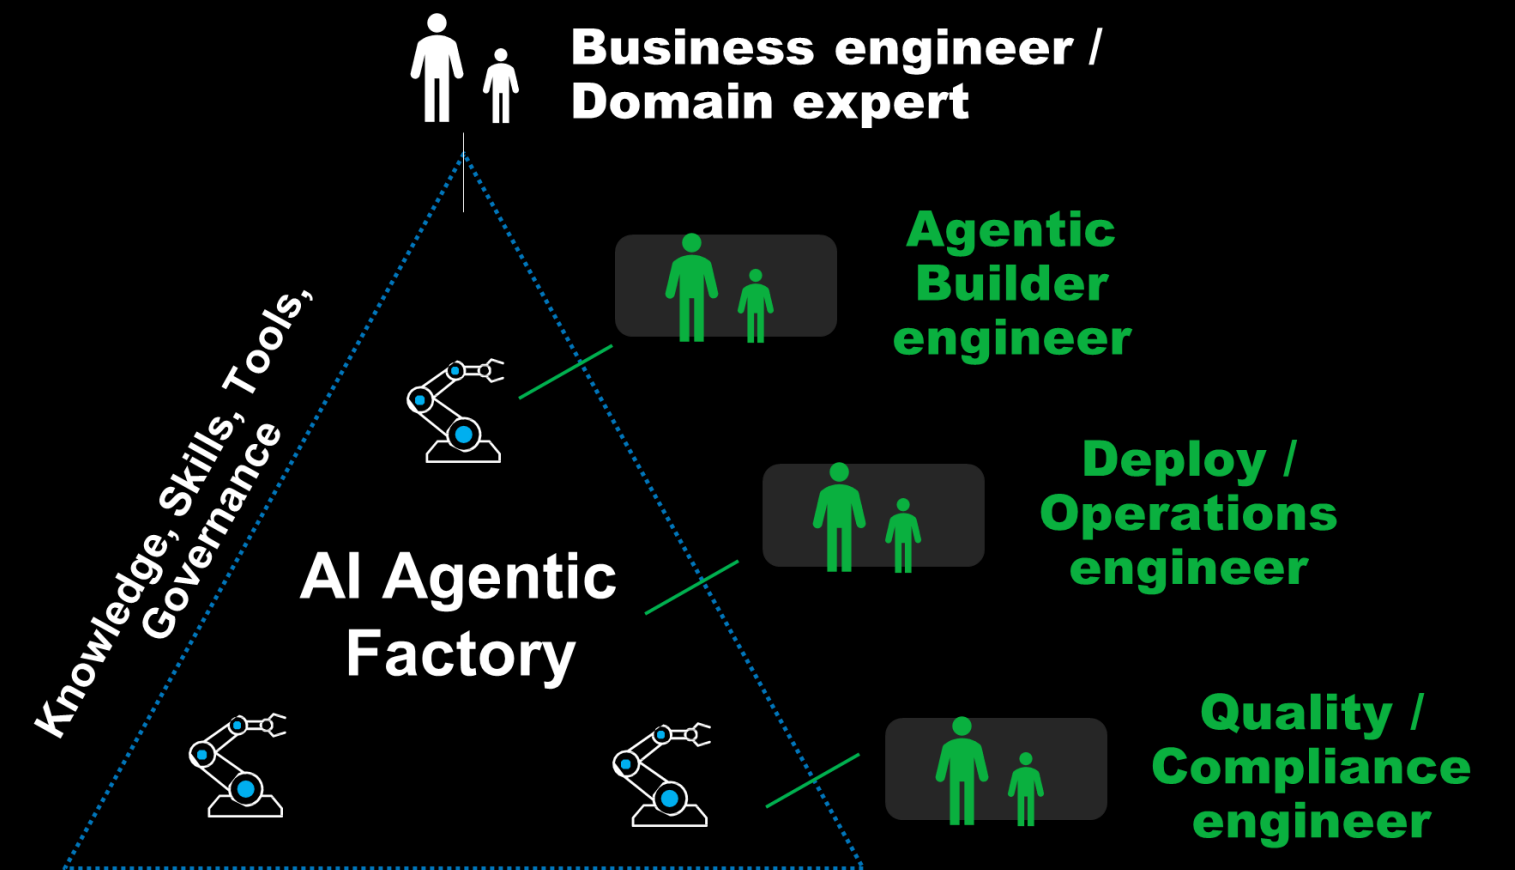 Business engineer /
Domain expert
Agentic
Builder
engineer
Knowledge, Skills, Tools,
Governance
Deploy /
Operations
engineer
AI Agentic
Factory
Quality /
Compliance
engineer